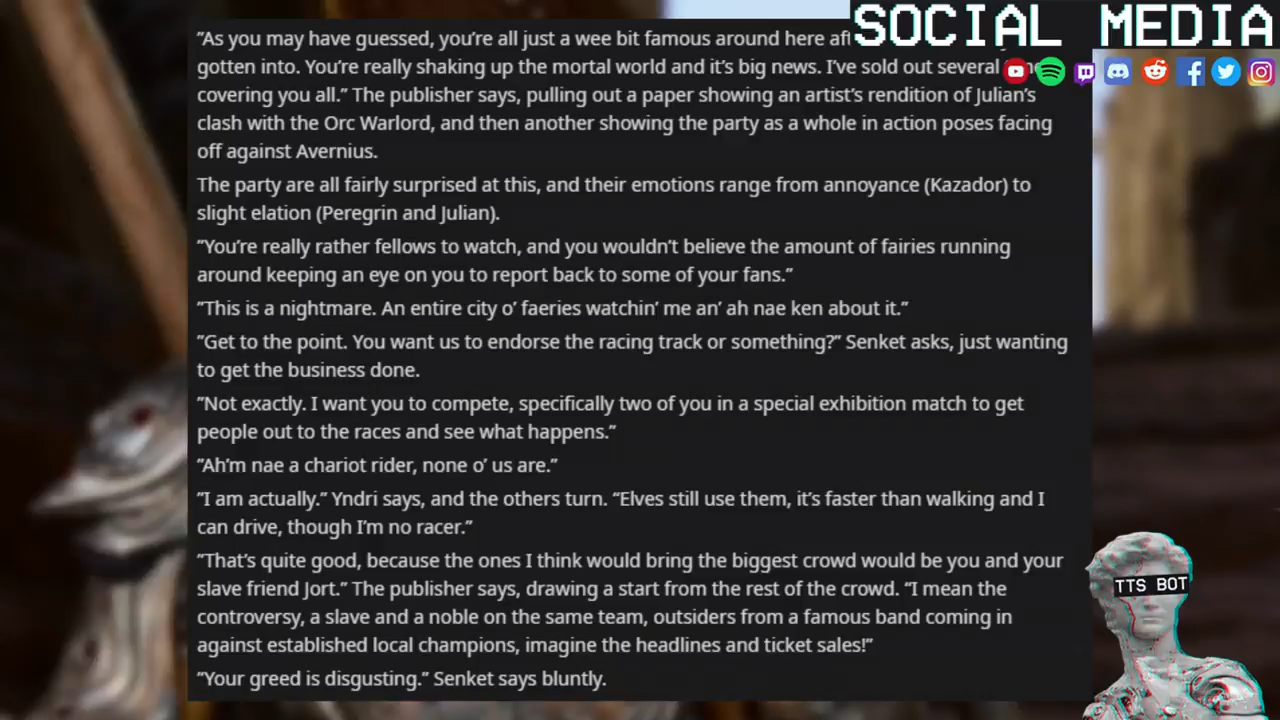 SOCIAL MEDIA
"As you may have guessed, you're all just a wee bit famous around here
gotten into. You're really shaking up the mortal world and it's big news. I've sold out several
covering you all." The publisher says, pulling out a paper showing an artist's rendition of Julian's
clash with the Orc Warlord, and then another showing the party as a whole in action poses facing
off against Avernius.
The party are all fairly surprised at this, and their emotions range from annoyance (Kazador) to
slight elation (Peregrin and Julian).
"You're really rather fellows to watch, and you wouldn't believe the amount of fairies running
around keeping an eye on you to report back to some of your fans."
"This is a nightmare. An entire city o' faeries watchin' me an' ah nae ken about it."
"Get to the point. You want us to endorse the racing track or something?" Senket asks, just wanting
to get the business done.
"Not exactly. I want you to compete, specifically two of you in a special exhibition match to get
people out to the races and see what happens."
"Ah'm nae a chariot rider, none o' us are."
"I am actually." Yndri says, and the others turn. "Elves still use them, it's faster than walking and I
can drive, though I'm no racer."
"That's quite good, because the ones I think would bring the biggest crowd would be you and your
slave friend Jort." The publisher says, drawing a start from the rest of the crowd. "I mean the
controversy, a slave and a noble on the same team, outsiders from a famous band coming in
against established local champions, imagine the headlines and ticket sales!"
"Your greed is disgusting." Senket says bluntly.
TTS BOT